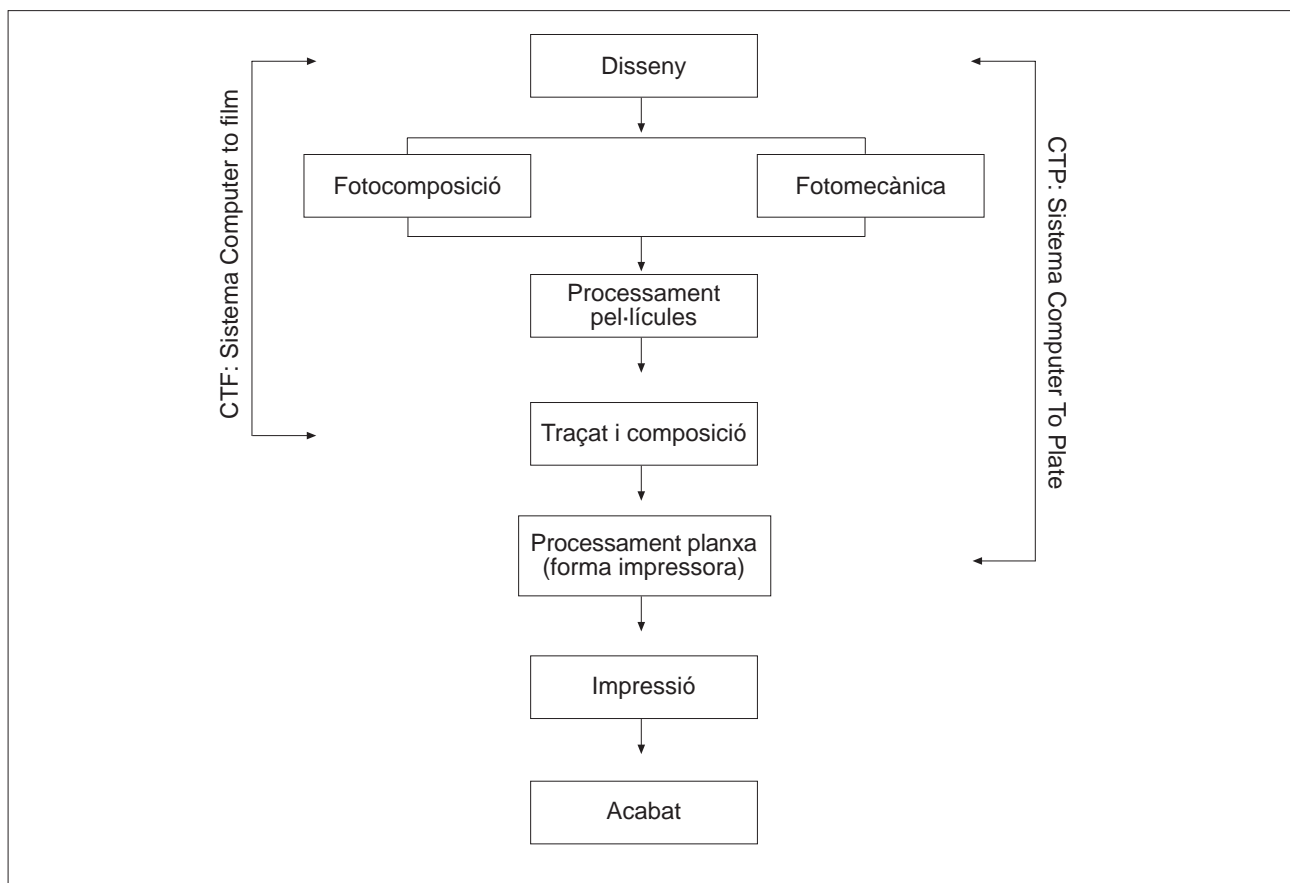 Disseny
CTF: Sistema Computer to film
CTP: Sistema Computer To Plate
Fotocomposició
Fotomecànica
Processament
pel·lícules
Traçat i composició
Processament planxa
(forma impressora)
Impressió
Acabat